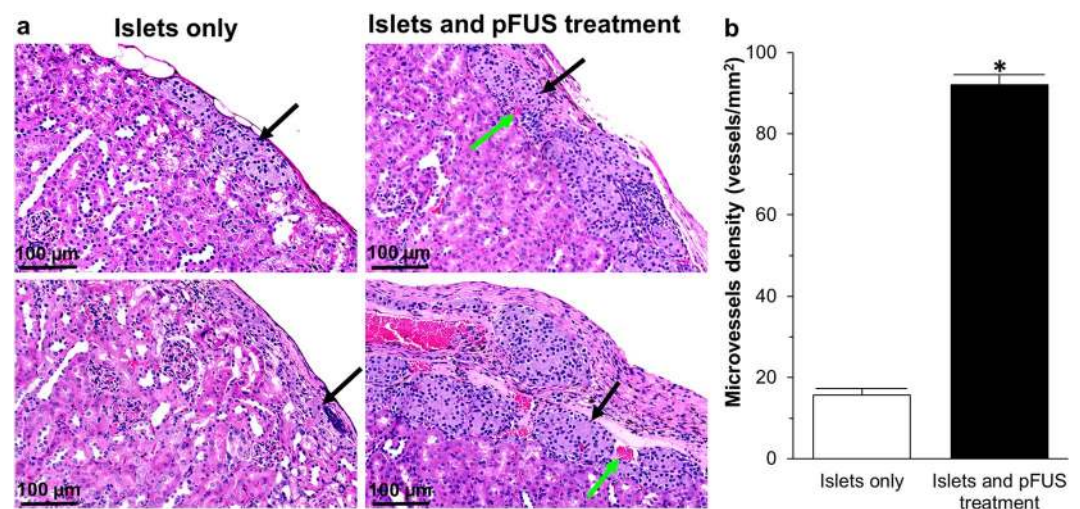 a
Islets only
Islets and pFUS treatment
100 µm
100 µm
100 µm
100 µm
b
Microvessels density (vessels/mm²)
100
80
60
40
20
0
*
Islets only
Islets and pFUS
treatment